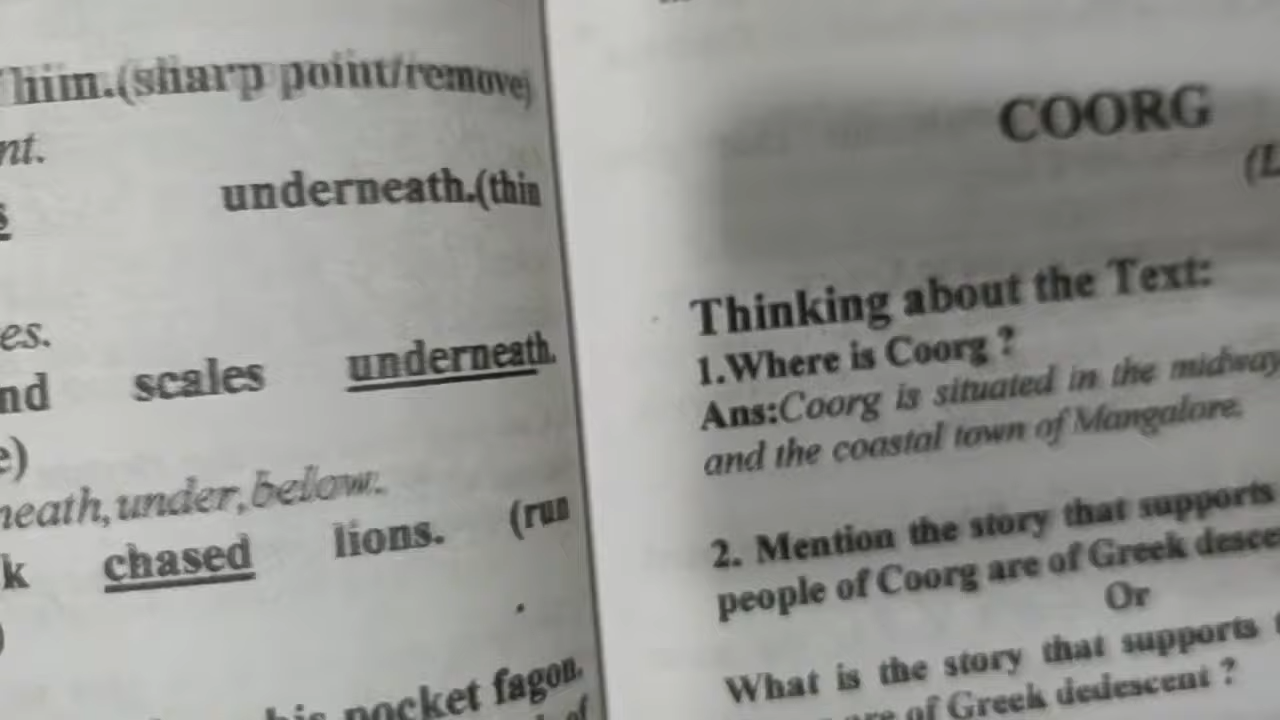 him.(sharp point/remove)
nt.
s underneath.(thin
es.
nd scales underneath.
e)
neath,under,below.
k chased lions. (run
)
his pocket fagon.
of
COORG
(L
Thinking about the Text:
1.Where is Coorg ?
Ans:Coorg is situated in the midway
and the coastal town of Mangalore.
2. Mention the story that supports
people of Coorg are of Greek desce
Or
What is the story that supports t
are of Greek dedescent ?